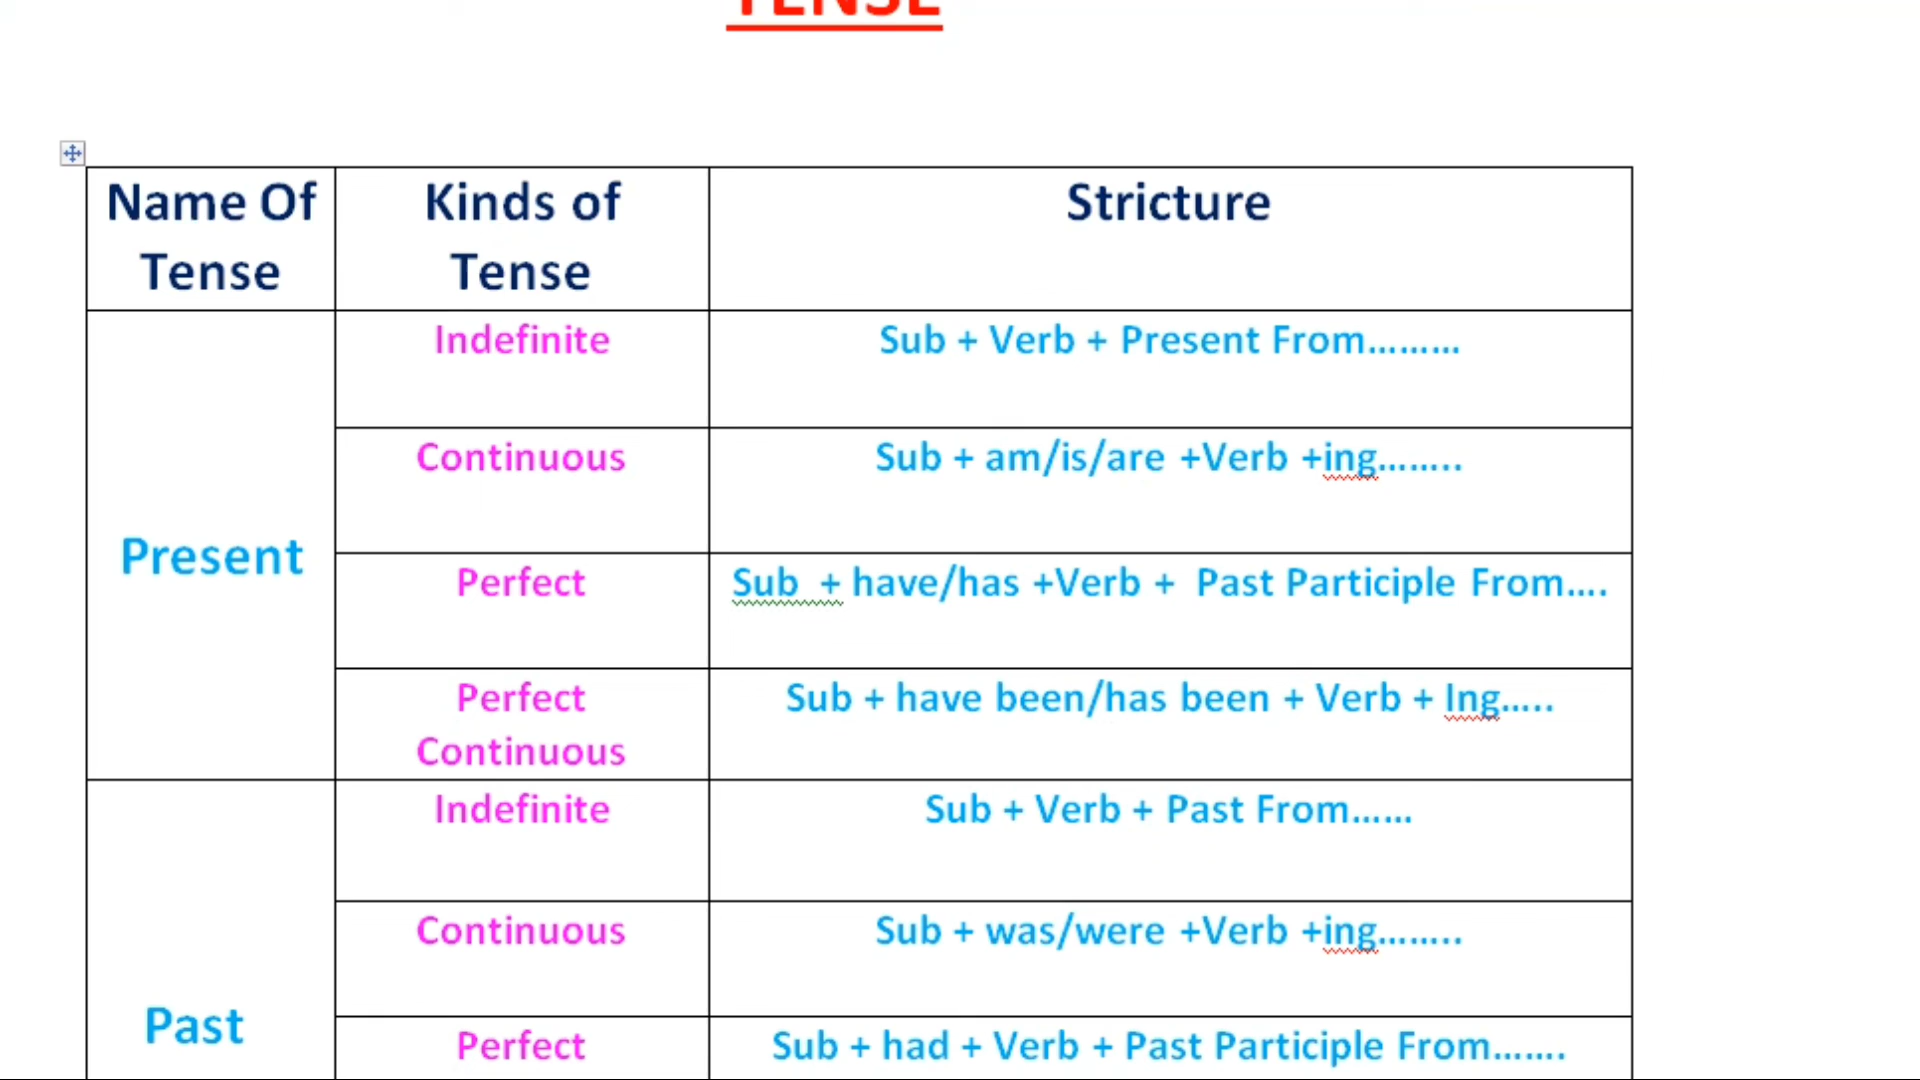 TENSE
Name Of
Tense
Kinds of
Tense
Stricture
Present
Indefinite
Sub + Verb + Present From.........
Continuous
Sub + am/is/are +Verb +ing........
Perfect
Sub  + have/has +Verb +  Past Participle From....
Perfect
Continuous
Sub + have been/has been + Verb + Ing.....
Past
Indefinite
Sub + Verb + Past From......
Continuous
Sub + was/were +Verb +ing........
Perfect
Sub + had + Verb + Past Participle From.......